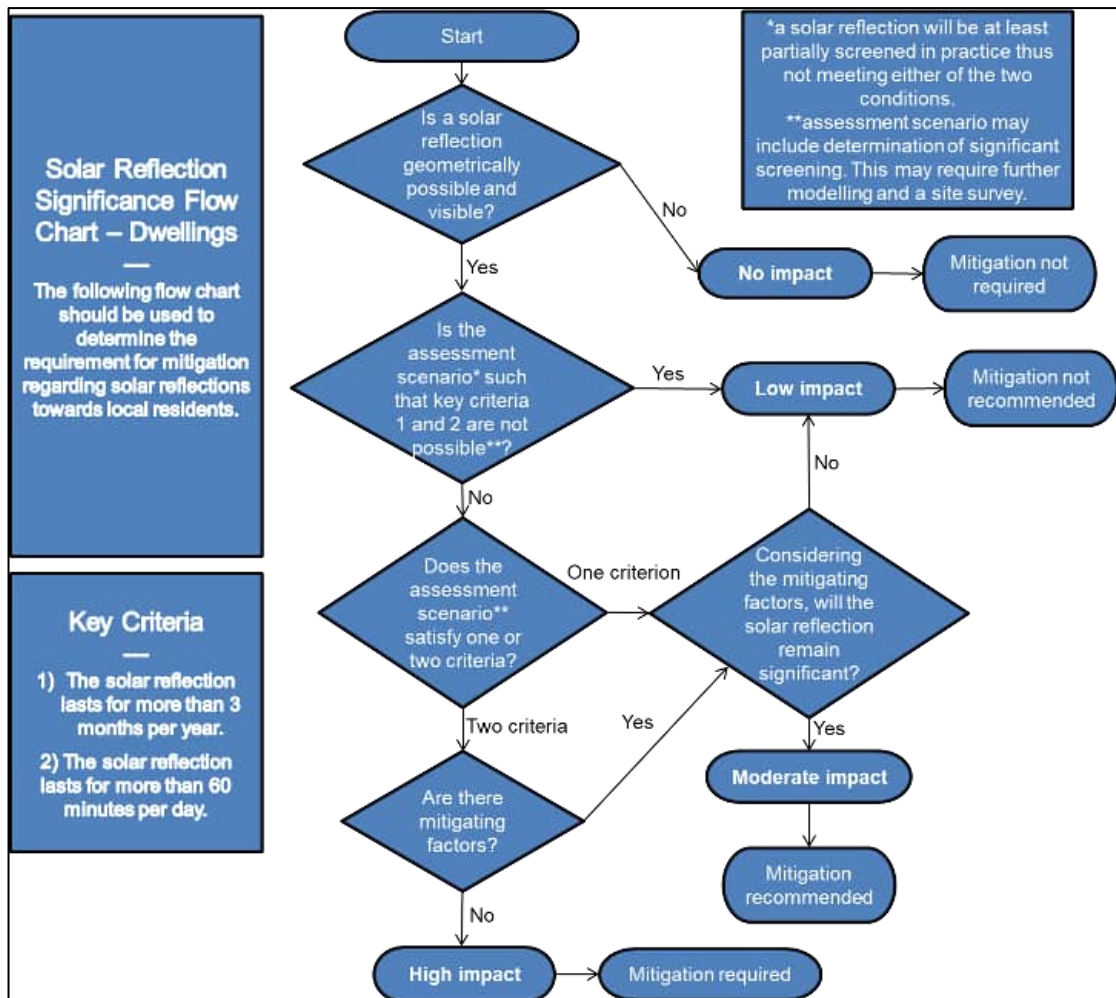 Solar Reflection
Significance Flow
Chart – Dwellings
The following flow chart
should be used to
determine the
requirement for mitigation
regarding solar reflections
towards local residents.
Key Criteria
1) The solar reflection
lasts for more than 3
months per year.
2) The solar reflection
lasts for more than 60
minutes per day.
*a solar reflection will be at least
partially screened in practice thus
not meeting either of the two
conditions.
**assessment scenario may
include determination of significant
screening. This may require further
modelling and a site survey.
Start
Is a solar
reflection
geometrically
possible and
visible?
No
No impact
Mitigation not
required
Yes
Is the
assessment
scenario* such
that key criteria
1 and 2 are not
possible**?
Yes
Low impact
Mitigation not
recommended
No
No
Does the
assessment
scenario**
satisfy one or
two criteria?
One criterion
Considering
the mitigating
factors, will the
solar reflection
remain
significant?
Two criteria
Yes
Yes
Moderate impact
Mitigation
recommended
Are there
mitigating
factors?
No
High impact
Mitigation required